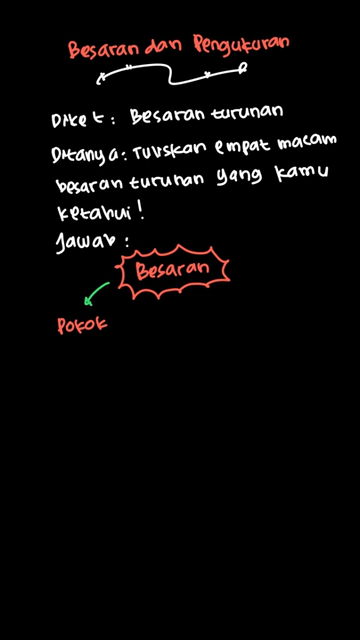 Besaran dan Pengukuran
Diket: Besaran turunan
Ditanya: Tuliskan empat macam
besaran turunan yang kamu
ketahui!
Jawab:
Besaran
Pokok